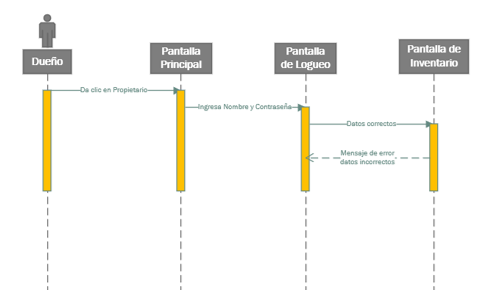 Dueño
Pantalla
Principal
Pantalla
de Logueo
Pantalla de
Inventario
Da clic en Propietario
Ingresa Nombre y Contraseña
Datos correctos
Mensaje de error
datos incorrectos